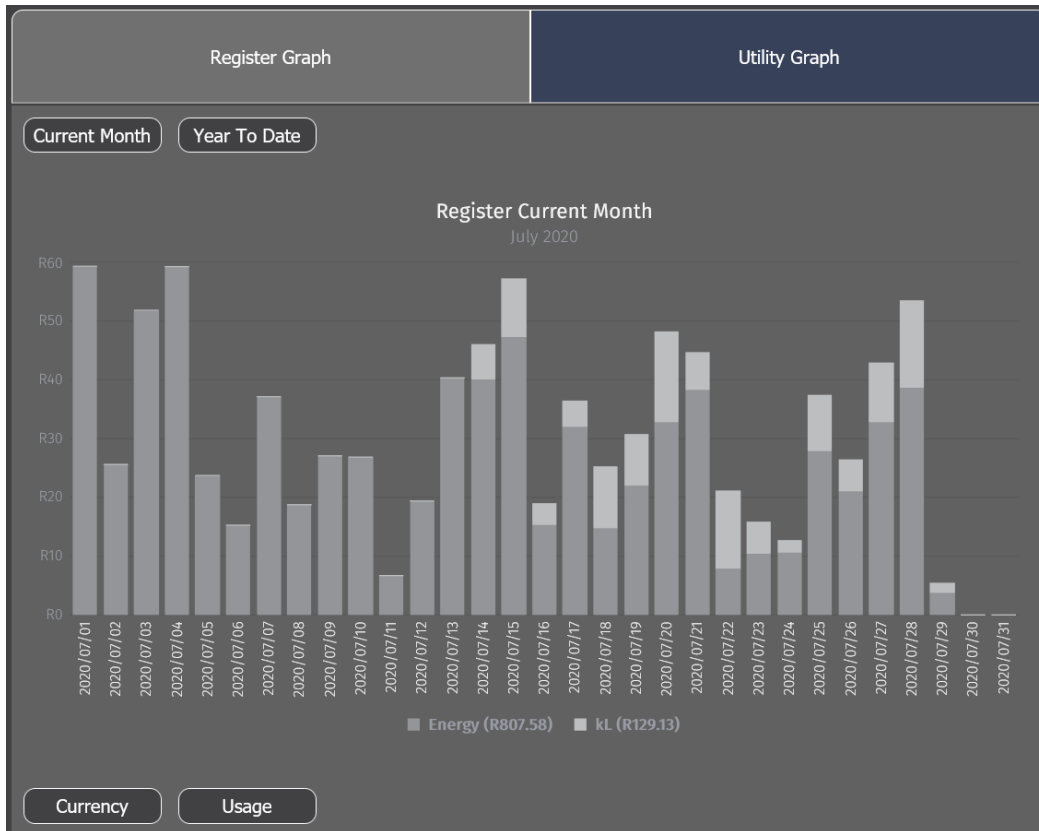 Register Graph
Utility Graph
Current Month
Year To Date
Register Current Month
July 2020
R60
R50
R40
R30
R20
R10
R0
2020/07/01
2020/07/02
2020/07/03
2020/07/04
2020/07/05
2020/07/06
2020/07/07
2020/07/08
2020/07/09
2020/07/10
2020/07/11
2020/07/12
2020/07/13
2020/07/14
2020/07/15
2020/07/16
2020/07/17
2020/07/18
2020/07/19
2020/07/20
2020/07/21
2020/07/22
2020/07/23
2020/07/24
2020/07/25
2020/07/26
2020/07/27
2020/07/28
2020/07/29
2020/07/30
2020/07/31
Energy (R807.58)
kL (R129.13)
Currency
Usage